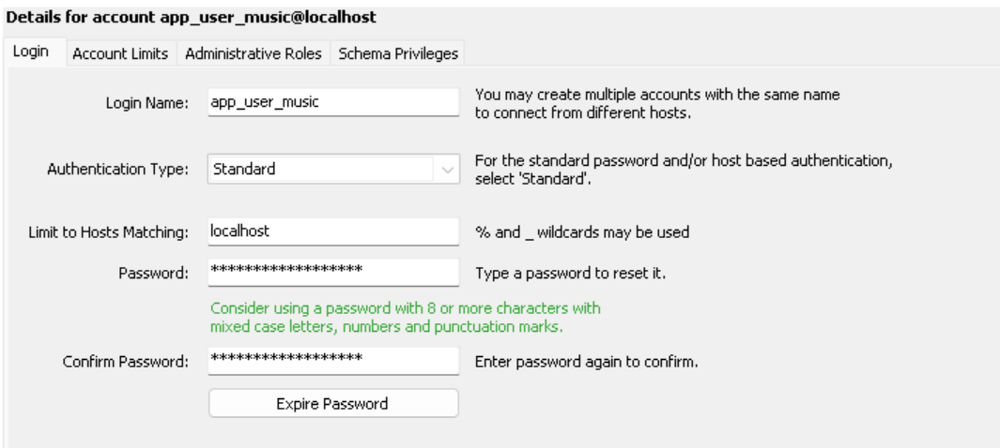 Details for account app_user_music@localhost
Login Account Limits Administrative Roles Schema Privileges
Login Name: app_user_music You may create multiple accounts with the same name
to connect from different hosts.
Authentication Type: Standard For the standard password and/or host based authentication,
select 'Standard'.
Limit to Hosts Matching: localhost % and _ wildcards may be used
Password: ****************** Type a password to reset it.
Consider using a password with 8 or more characters with
mixed case letters, numbers and punctuation marks.
Confirm Password: ****************** Enter password again to confirm.
Expire Password